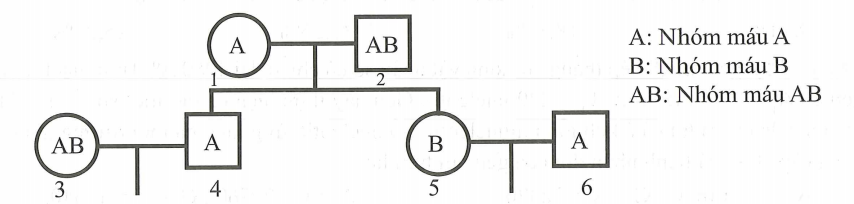 A
AB
1
2
A: Nhóm máu A
B: Nhóm máu B
AB: Nhóm máu AB
AB
A
B
A
3
4
5
6